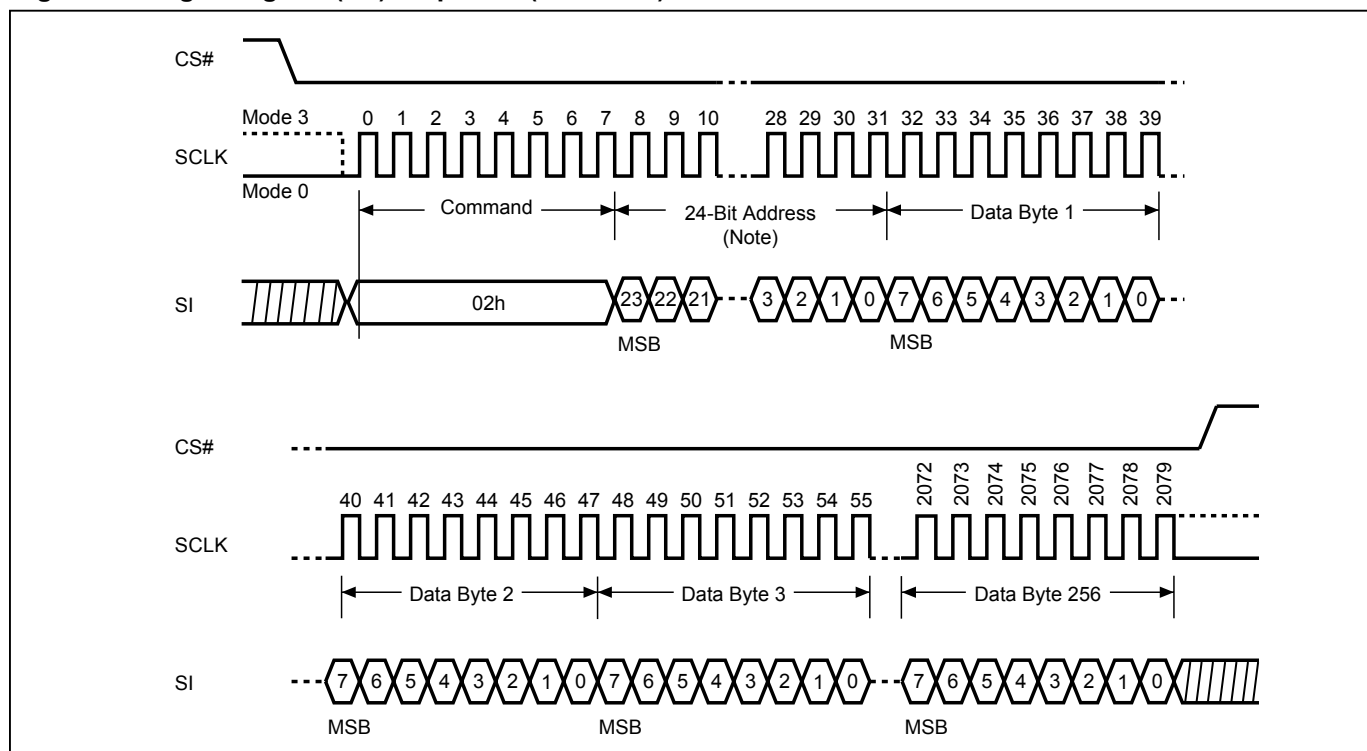 CS#
Mode 3
0 1 2 3 4 5 6 7 8 9 10 28 29 30 31 32 33 34 35 36 37 38 39
SCLK
Mode 0
Command
24-Bit Address
(Note)
Data Byte 1
SI
02h
23 22 21 3 2 1 0 7 6 5 4 3 2 1 0
MSB MSB
CS#
40 41 42 43 44 45 46 47 48 49 50 51 52 53 54 55 2072 2073 2074 2075 2076 2077 2078 2079
SCLK
Data Byte 2 Data Byte 3 Data Byte 256
SI
7 6 5 4 3 2 1 0 7 6 5 4 3 2 1 0 7 6 5 4 3 2 1 0
MSB MSB MSB